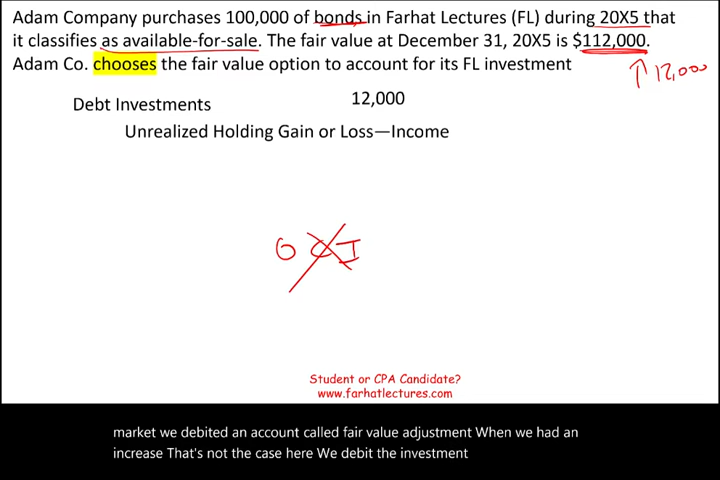 Adam Company purchases 100,000 of bonds in Farhat Lectures (FL) during 20X5 that
it classifies as available-for-sale. The fair value at December 31, 20X5 is $112,000.
Adam Co. chooses the fair value option to account for its FL investment
↑ 12,000
Debt Investments 12,000
Unrealized Holding Gain or Loss—Income
OCI
Student or CPA Candidate?
www.farhatlectures.com
market we debited an account called fair value adjustment When we had an
increase That's not the case here We debit the investment